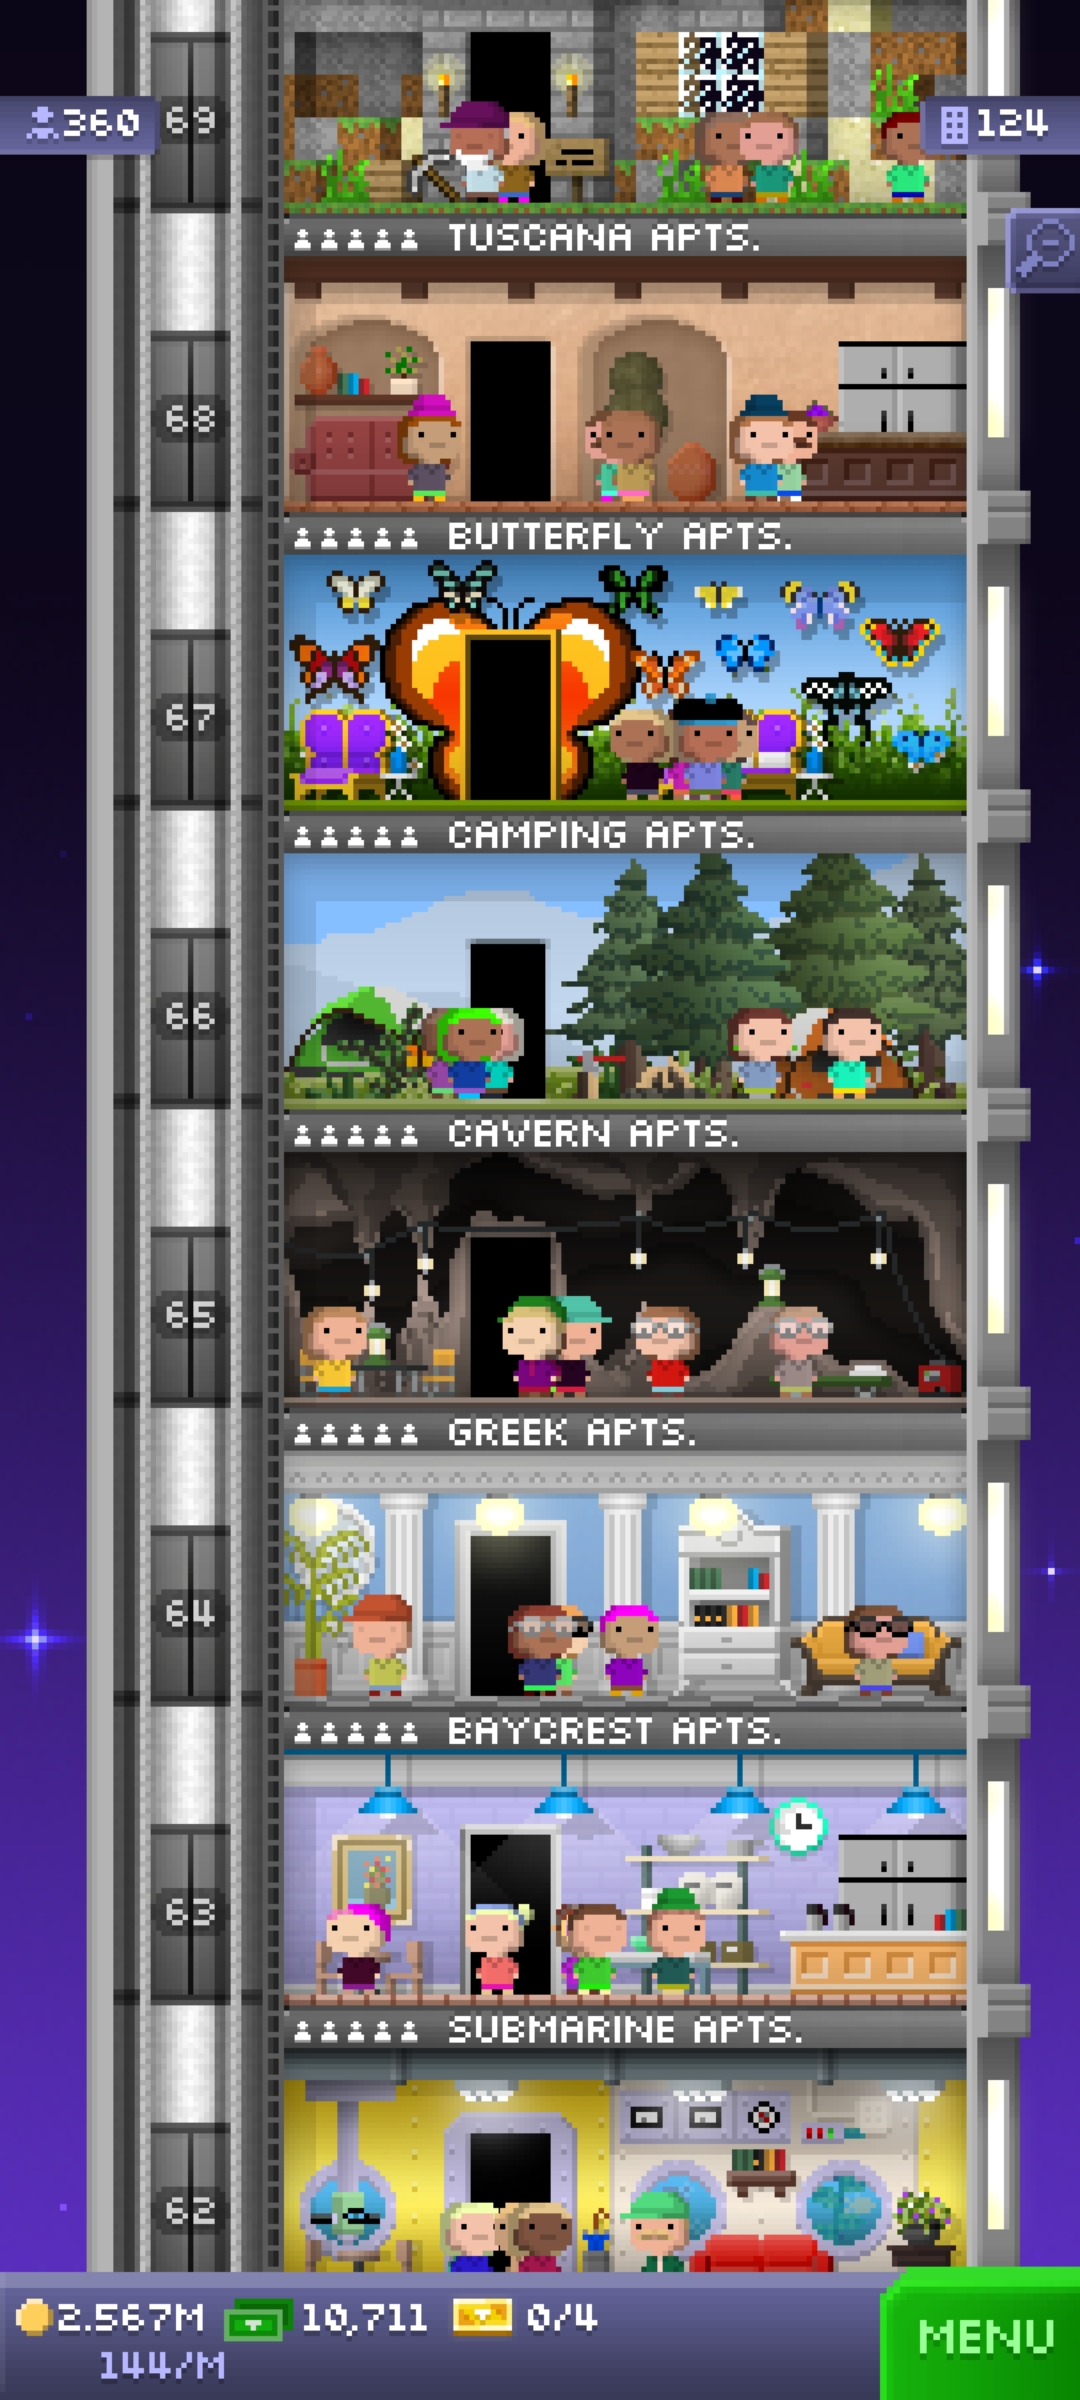 360
69
124
TUSCANA APTS.
68
BUTTERFLY APTS.
67
CAMPING APTS.
66
CAVERN APTS.
65
GREEK APTS.
64
BAYCREST APTS.
63
SUBMARINE APTS.
62
2.567M 10,711 0/4
144/M
MENU